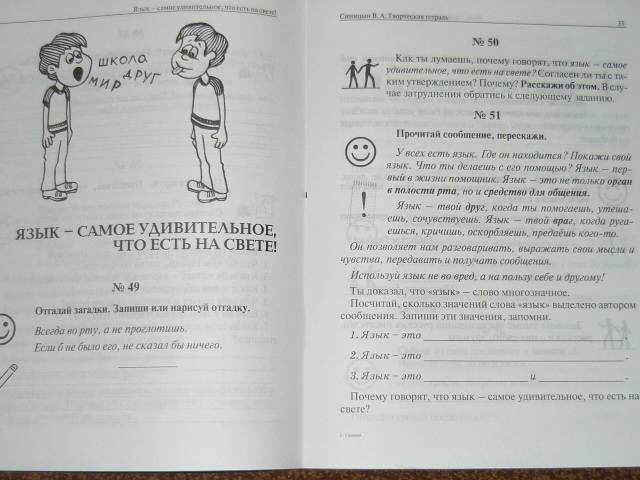 Язык – самое удивительное, что есть на свете!
ШКОЛА
МИР ДРУГ
ЯЗЫК – САМОЕ УДИВИТЕЛЬНОЕ,
ЧТО ЕСТЬ НА СВЕТЕ!
№ 49
Отгадай загадки. Запиши или нарисуй отгадку.
Всегда во рту, а не проглотишь.
Если б не было его, не сказал бы ничего.
Синицын В. А. Творческая тетрадь
33
№ 50
Как ты думаешь, почему говорят, что язык – самое
удивительное, что есть на свете? Согласен ли ты с та-
ким утверждением? Почему? Расскажи об этом. В слу-
чае затруднения обратись к следующему заданию.
№ 51
Прочитай сообщение, перескажи.
У всех есть язык. Где он находится? Покажи свой
язык. Что ты делаешь с его помощью? Язык – пер-
вый в жизни помощник. Язык – это не только орган
в полости рта, но и средство для общения.
!
Язык – твой друг, когда ты помогаешь, утеша-
ешь, сочувствуешь. Язык – твой враг, когда руга-
ешься, кричишь, оскорбляешь, предаёшь кого-то.
Он позволяет нам разговаривать, выражать свои мысли и
чувства, передавать и получать сообщения.
Используй язык не во вред, а на пользу себе и другому!
Ты доказал, что «язык» – слово многозначное.
Посчитай, сколько значений слова «язык» выделено автором
сообщения. Запиши эти значения, запомни.
1. Язык – это .
2. Язык – это .
3. Язык – это и .
Почему говорят, что язык – самое удивительное, что есть на
свете?